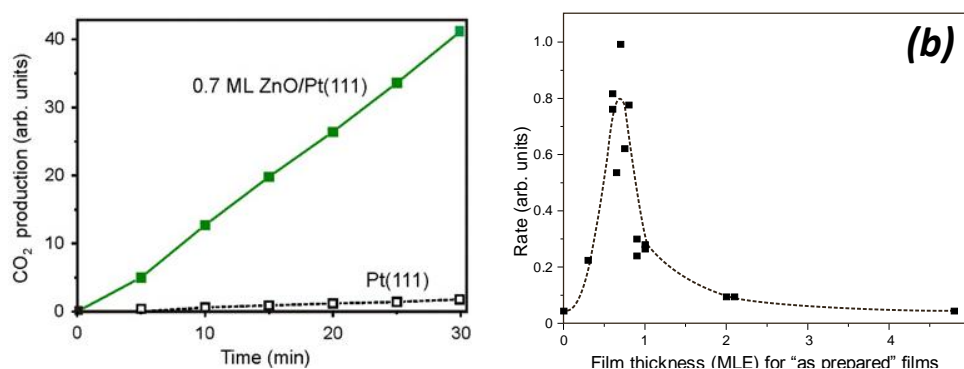 CO₂ production (arb. units)
40
30
20
10
0
0.7 ML ZnO/Pt(111)
Pt(111)
0 10 20 30
Time (min)
(b)
Rate (arb. units)
1.0
0.8
0.6
0.4
0.2
0
0 1 2 3 4
Film thickness (MLE) for “as prepared” films